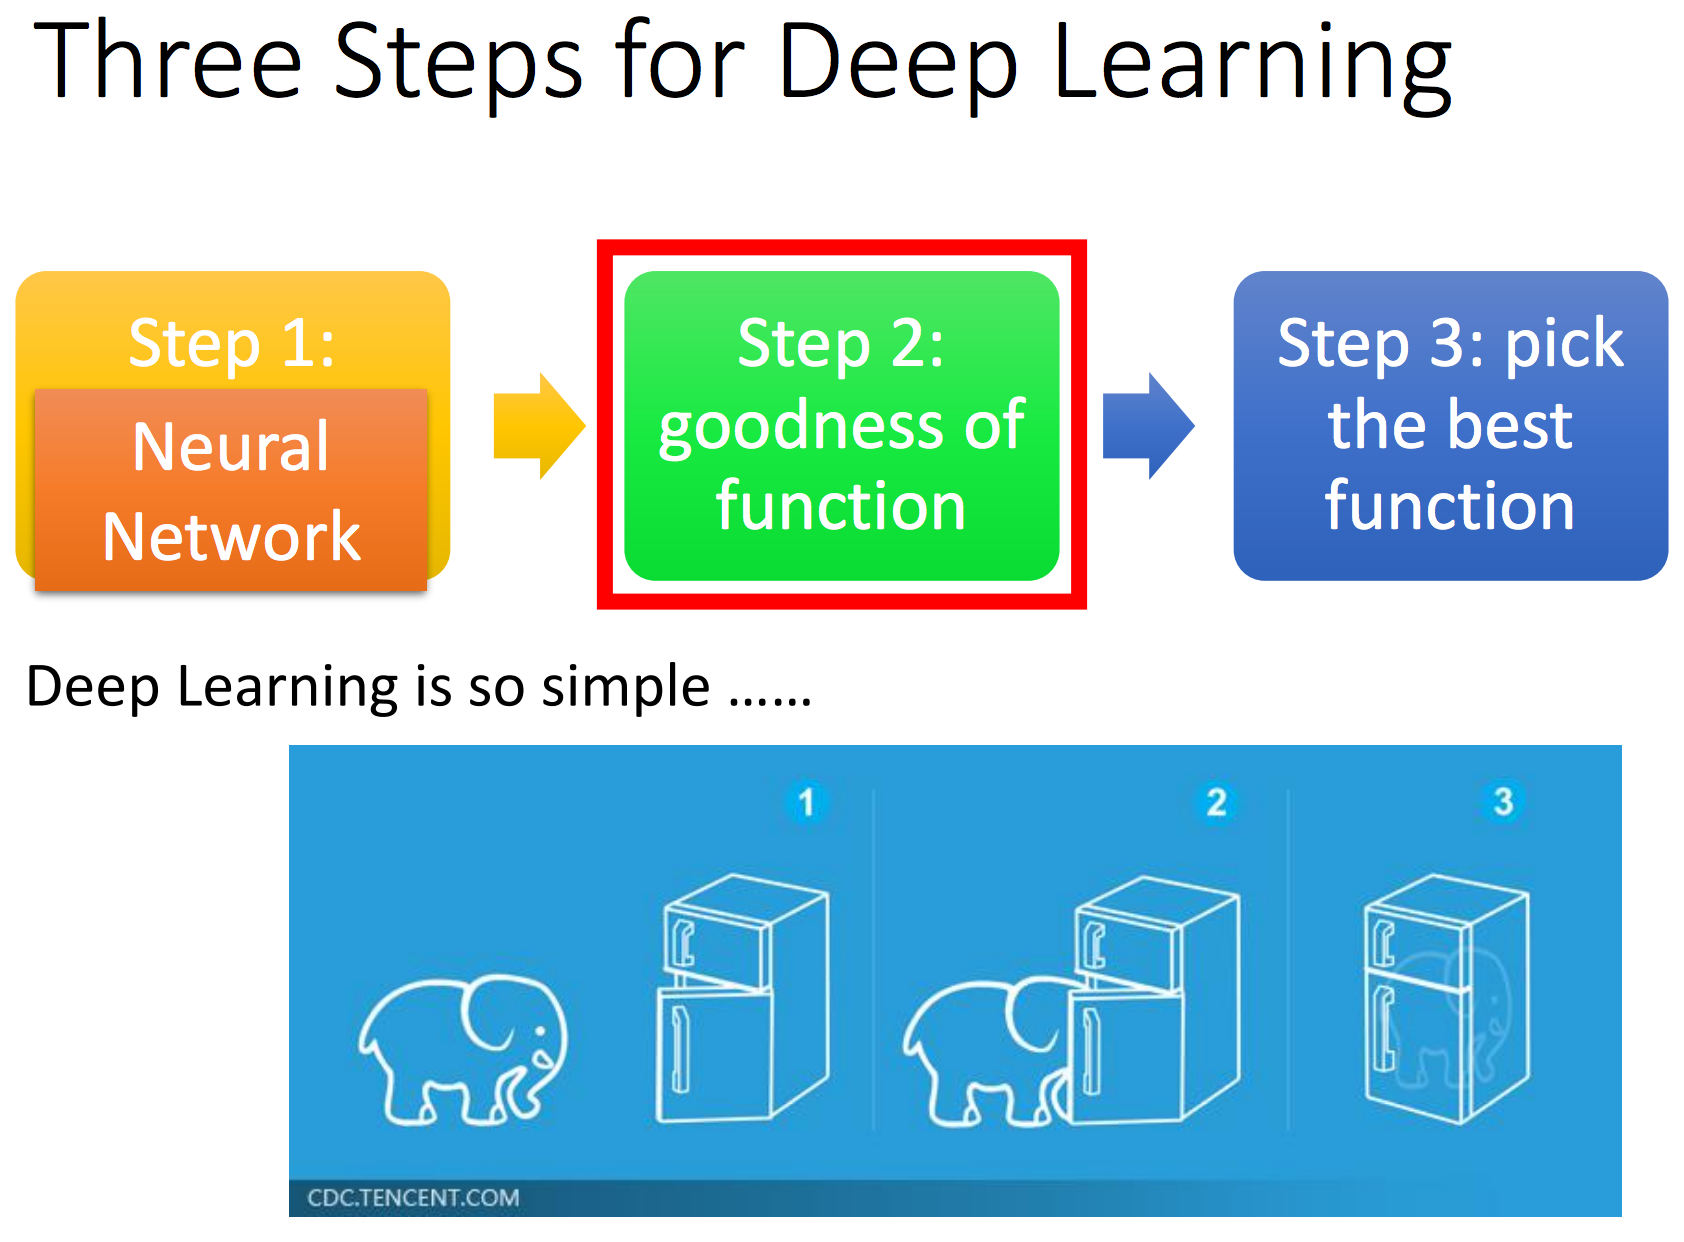 Three Steps for Deep Learning
Step 1:
Neural
Network
Step 2:
goodness of
function
Step 3: pick
the best
function
Deep Learning is so simple ......
1
2
3
CDC.TENCENT.COM